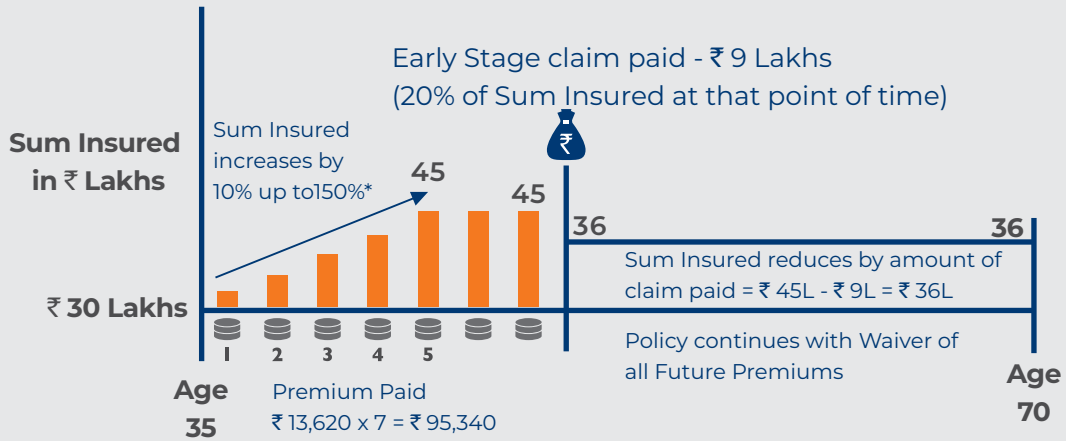 Early Stage claim paid - ₹ 9 Lakhs
(20% of Sum Insured at that point of time)
₹
Sum Insured
in ₹ Lakhs
Sum Insured
increases by
10% up to150%*
45
45
36
36
Sum Insured reduces by amount of
claim paid = ₹ 45L - ₹ 9L = ₹ 36L
₹ 30 Lakhs
1 2 3 4 5
Policy continues with Waiver of
all Future Premiums
Age
35
Premium Paid
₹ 13,620 x 7 = ₹ 95,340
Age
70